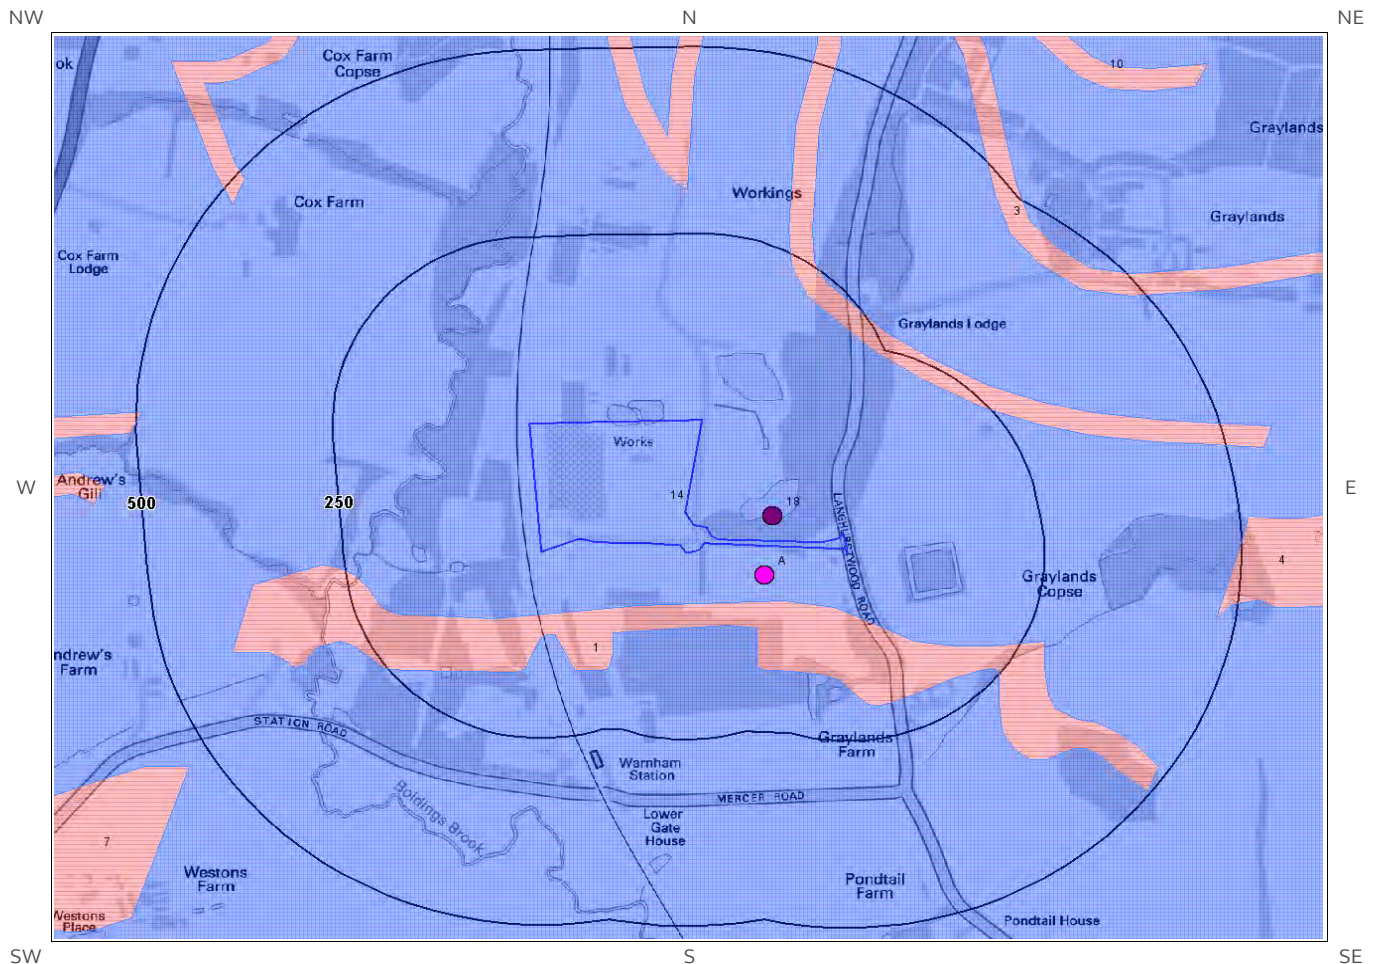 NW
N
NE
ok
Cox Farm
Copse
10
Graylands
Workings
Cox Farm
3
Graylands
Cox Farm
Lodge
Graylands Lodge
Works
W
Andrew's
Gill
500
250
14
18
E
LANGHURSTWOOD ROAD
A
4
Graylands
Copse
1
ndrew's
Farm
STATION ROAD
Graylands
Farm
Warnham
Station
MERCER ROAD
Boldings Brook
Lower
Gate
House
7
Westons
Farm
Pondtail
Farm
Westons
Place
Pondtail House
SW
S
SE